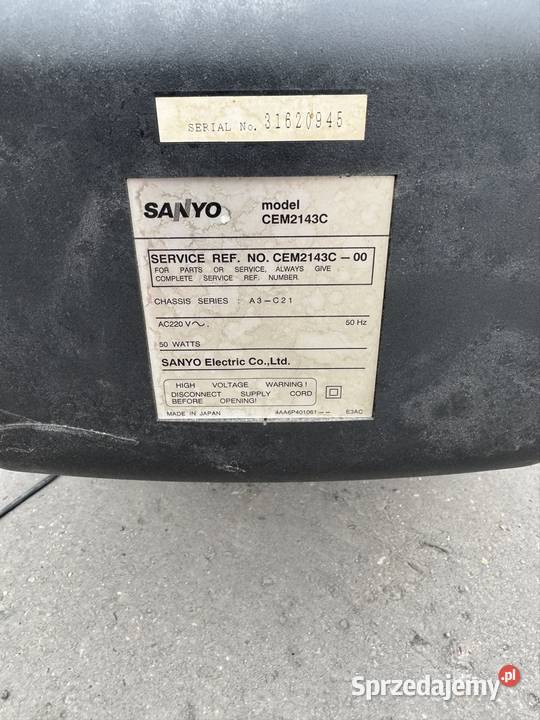 SERIAL No. 31620945
SANYO
model
CEM2143C
SERVICE REF. NO. CEM2143C－00
FOR PARTS OR SERVICE, ALWAYS GIVE
COMPLETE SERVICE REF. NUMBER.
CHASSIS SERIES : A3－C21
AC220 V～. 50 Hz
50 WATTS
SANYO Electric Co.,Ltd.
HIGH VOLTAGE WARNING!
DISCONNECT SUPPLY CORD
BEFORE OPENING!
MADE IN JAPAN 4AA6P401061－－ E3AC
Sprzedajemy.pl